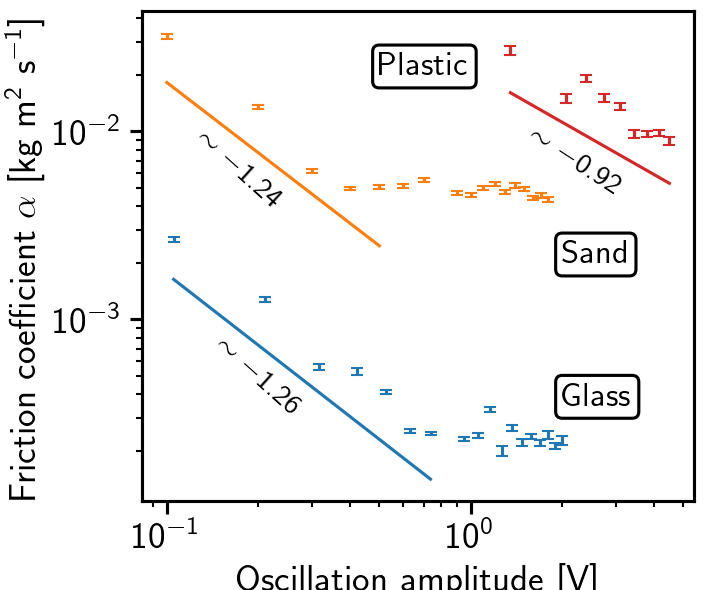 Friction coefficient α [kg m² s⁻¹]
10⁻²
10⁻³
Plastic
∼ −1.24
∼ −0.92
Sand
∼ −1.26
Glass
10⁻¹
10⁰
Oscillation amplitude [V]